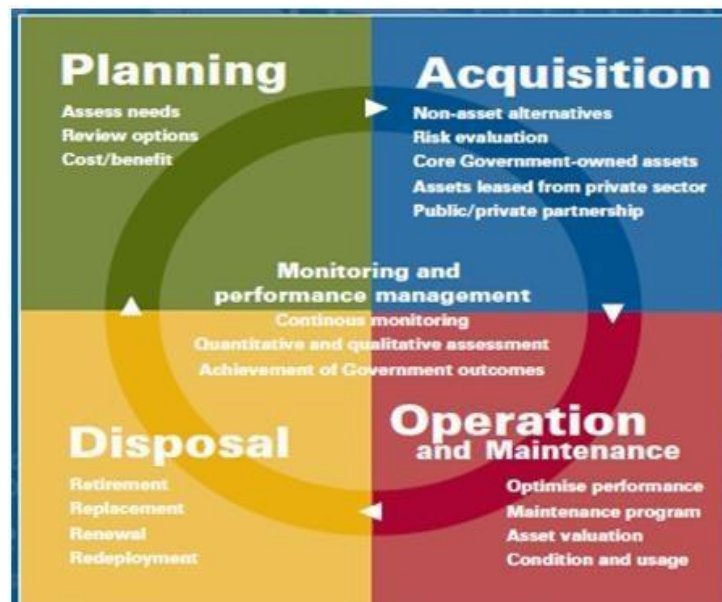 Planning
Assess needs
Review options
Cost/benefit
Acquisition
Non-asset alternatives
Risk evaluation
Core Government-owned assets
Assets leased from private sector
Public/private partnership
Monitoring and
performance management
Continous monitoring
Quantitative and qualitative assessment
Achievement of Government outcomes
Disposal
Retirement
Replacement
Renewal
Redeployment
Operation
and Maintenance
Optimise performance
Maintenance program
Asset valuation
Condition and usage